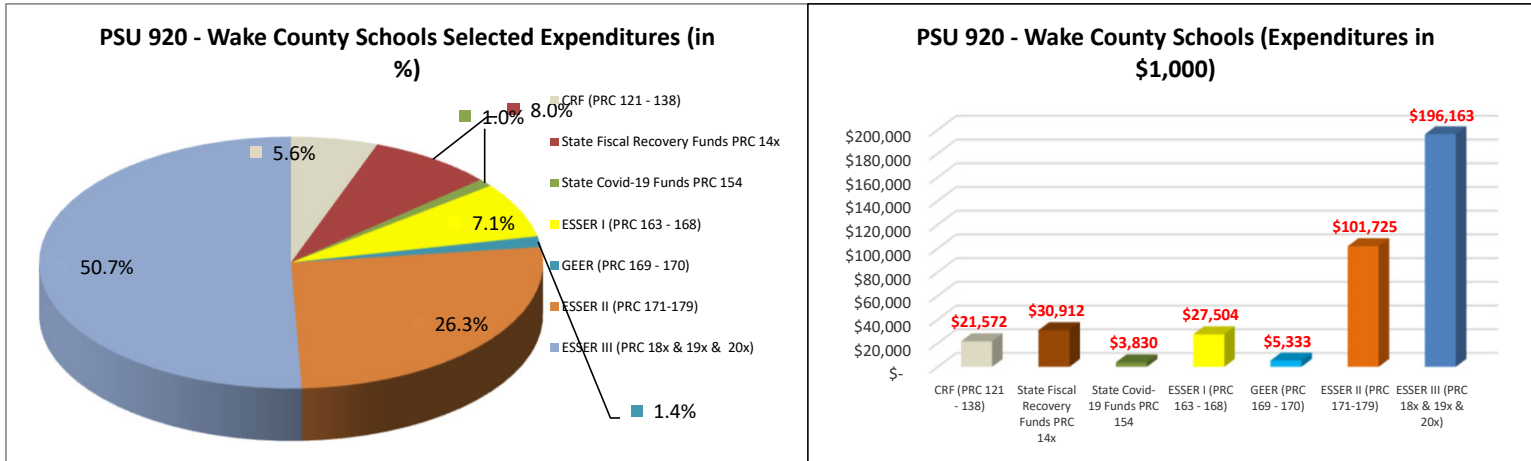 PSU 920 - Wake County Schools Selected Expenditures (in
%)
CRF (PRC 121 - 138)
8.0%
1.0%
State Fiscal Recovery Funds PRC 14x
5.6%
State Covid-19 Funds PRC 154
7.1%
ESSER I (PRC 163 - 168)
50.7%
GEER (PRC 169 - 170)
ESSER II (PRC 171-179)
26.3%
ESSER III (PRC 18x & 19x & 20x)
1.4%
PSU 920 - Wake County Schools (Expenditures in
$1,000)
$200,000
$180,000
$160,000
$140,000
$120,000
$100,000
$80,000
$60,000
$40,000
$20,000
$-
$21,572
$30,912
$3,830
$27,504
$5,333
$101,725
$196,163
CRF (PRC 121
- 138)
State Fiscal
Recovery
Funds PRC
14x
State Covid-
19 Funds PRC
154
ESSER I (PRC
163 - 168)
GEER (PRC
169 - 170)
ESSER II (PRC
171-179)
ESSER III (PRC
18x & 19x &
20x)